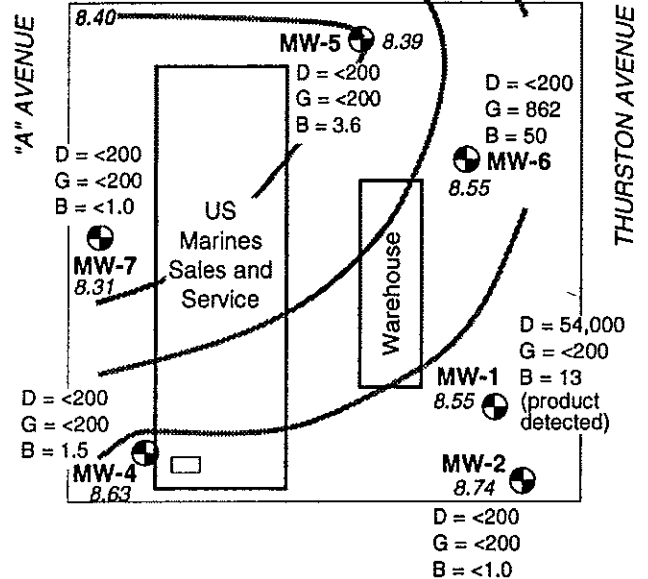 "A" AVENUE
8.40
MW-5 8.39
D = <200
G = <200
B = 3.6
THURSTON AVENUE
D = <200
G = 862
B = 50
MW-6
8.55
D = <200
G = <200
B = <1.0
MW-7
8.31
US
Marines
Sales and
Service
Warehouse
D = 54,000
G = <200
B = 13
(product
detected)
MW-1
8.55
D = <200
G = <200
B = 1.5
MW-4
8.63
MW-2
8.74
D = <200
G = <200
B = <1.0